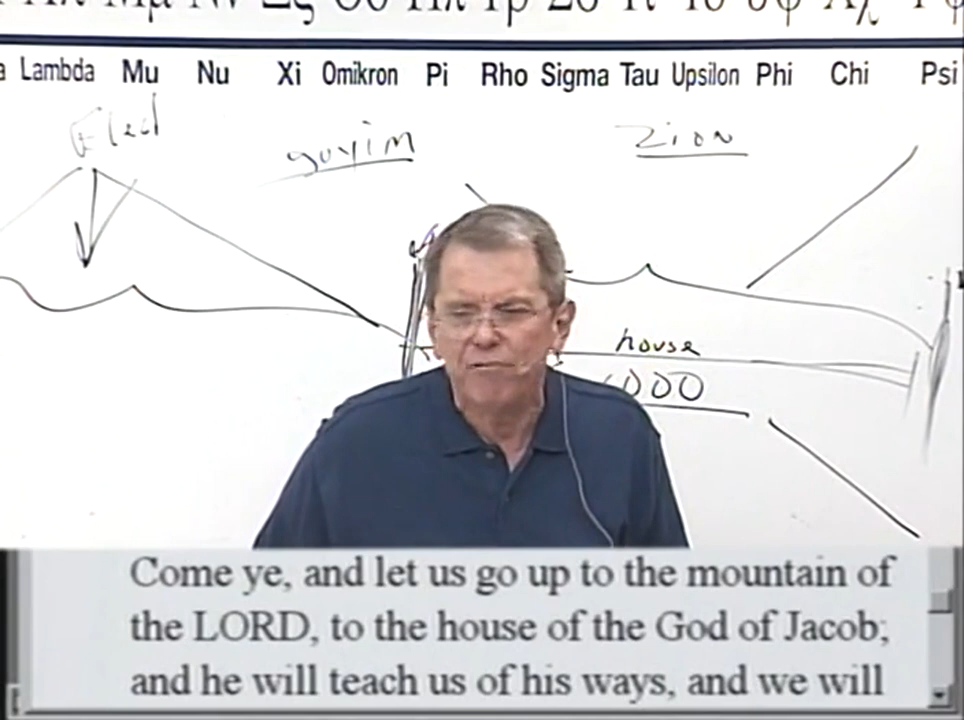 Lambda Mu Nu Xi Omikron Pi Rho Sigma Tau Upsilon Phi Chi Psi
Elect
goyim
Zion
house
000
Come ye, and let us go up to the mountain of
the LORD, to the house of the God of Jacob;
and he will teach us of his ways, and we will